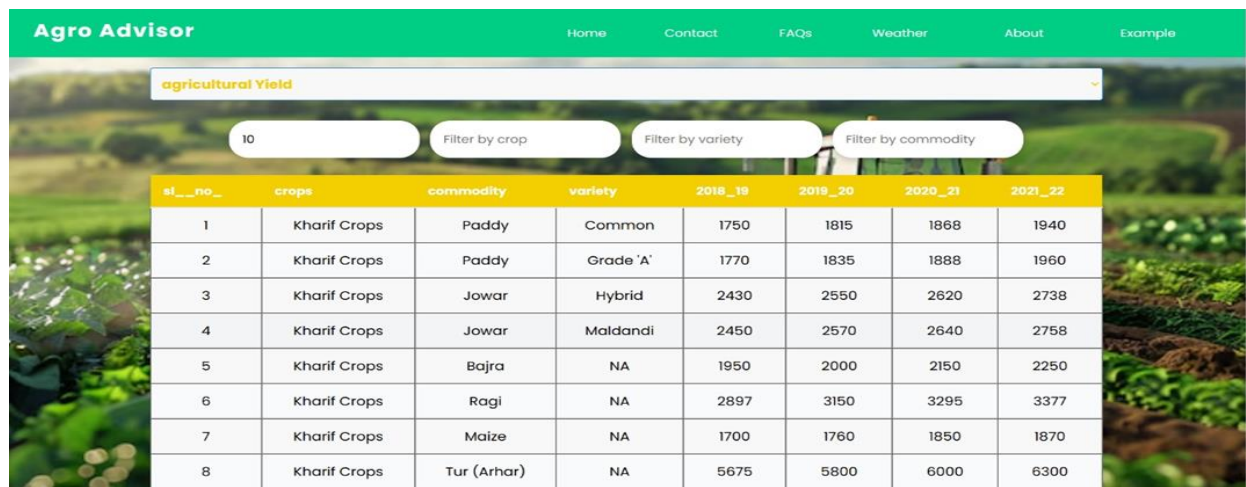 Agro Advisor Home Contact FAQs Weather About Example
agricultural Yield
10 Filter by crop Filter by variety Filter by commodity
sl__no_ crops commodity variety 2018_19 2019_20 2020_21 2021_22
1 Kharif Crops Paddy Common 1750 1815 1868 1940
2 Kharif Crops Paddy Grade 'A' 1770 1835 1888 1960
3 Kharif Crops Jowar Hybrid 2430 2550 2620 2738
4 Kharif Crops Jowar Maldandi 2450 2570 2640 2758
5 Kharif Crops Bajra NA 1950 2000 2150 2250
6 Kharif Crops Ragi NA 2897 3150 3295 3377
7 Kharif Crops Maize NA 1700 1760 1850 1870
8 Kharif Crops Tur (Arhar) NA 5675 5800 6000 6300